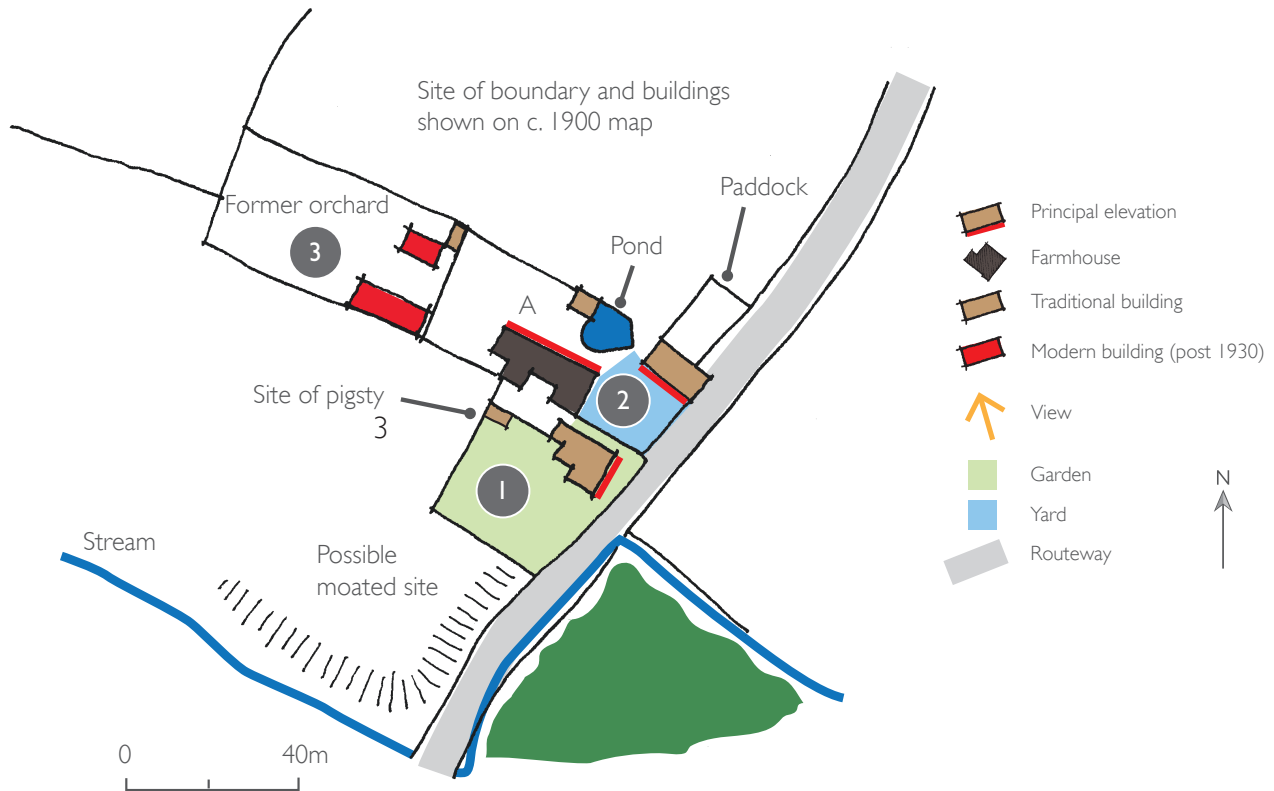 Site of boundary and buildings
shown on c. 1900 map
Paddock
Former orchard
3
Pond
A
2
Site of pigsty
3
1
Stream
Possible
moated site
0 40m
Principal elevation
Farmhouse
Traditional building
Modern building (post 1930)
View
Garden
Yard
Routeway
N